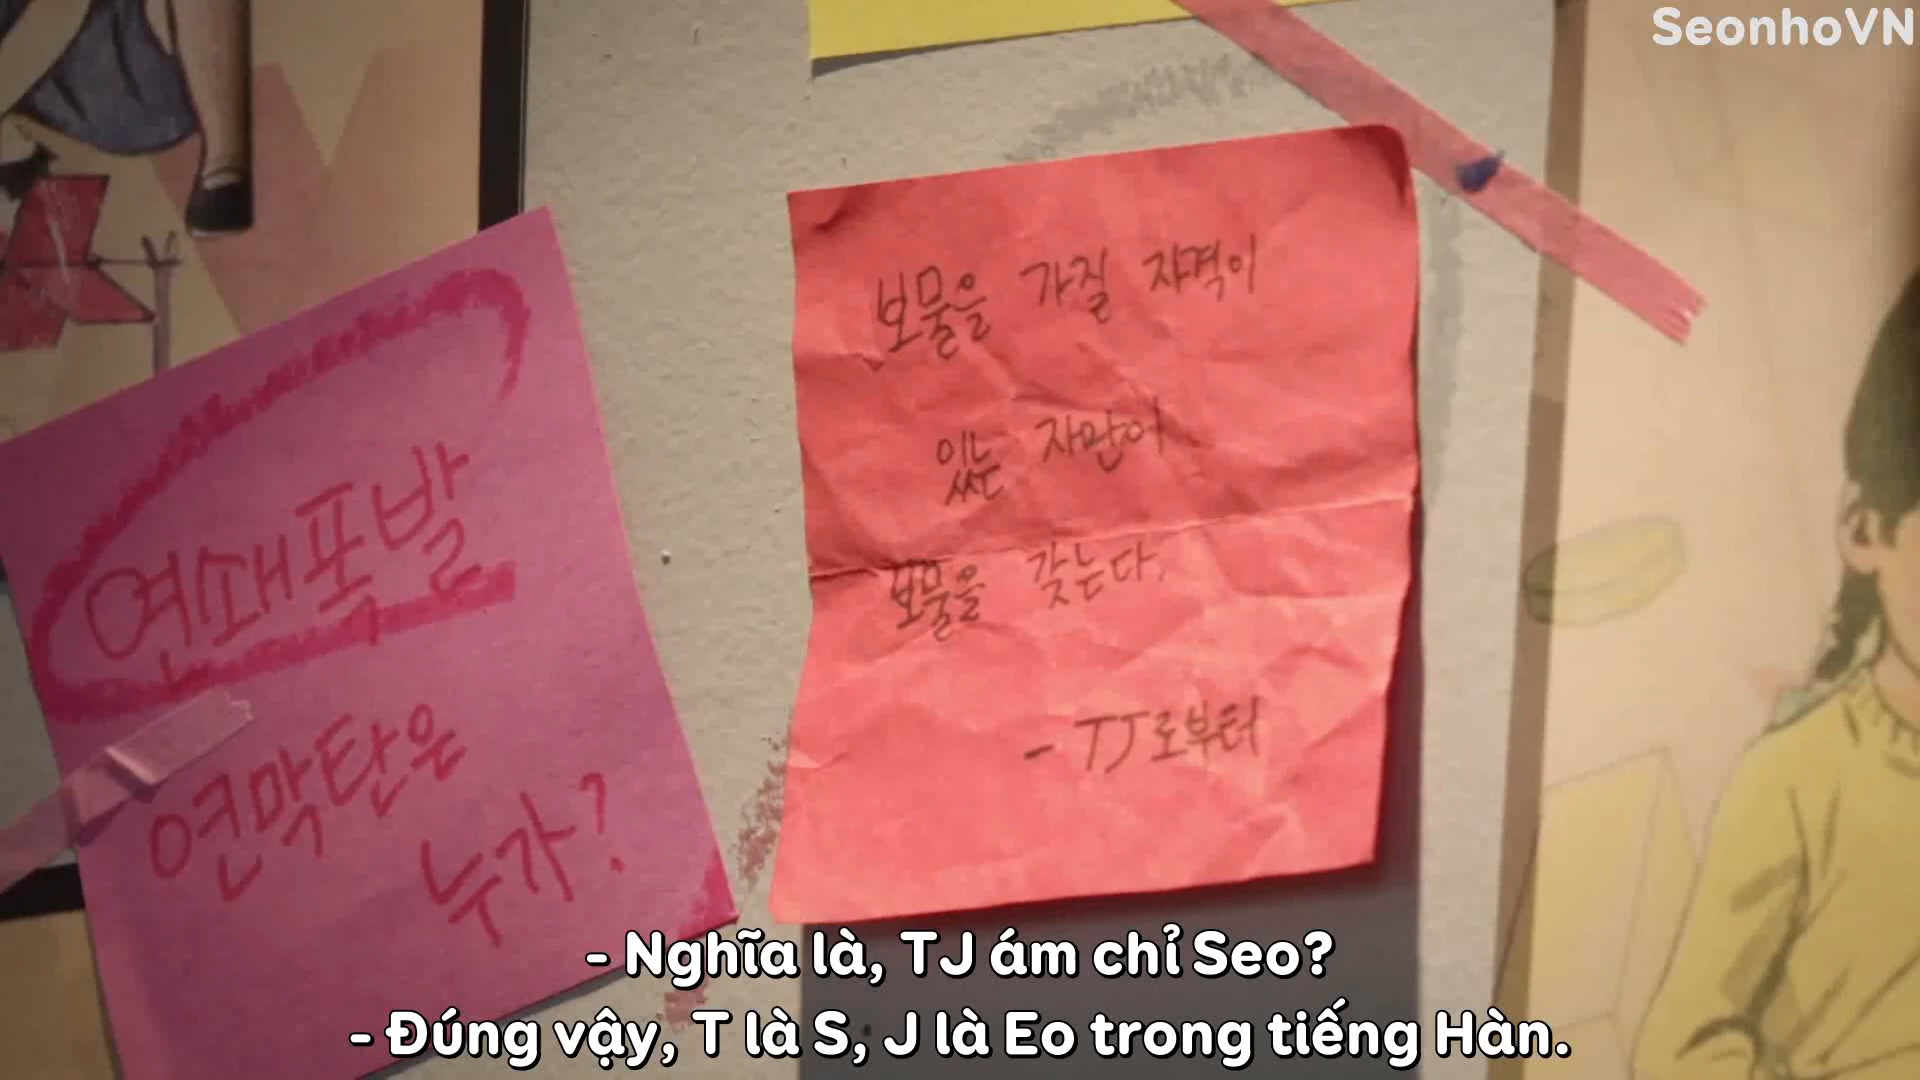 SeonhoVN
연쇄폭발
연막탄은
누가?
보물을 가질 자격이
있는 자만이
보물을 갖는다.
- TJ로부터
- Nghĩa là, TJ ám chỉ Seo?
- Đúng vậy, T là S, J là Eo trong tiếng Hàn.